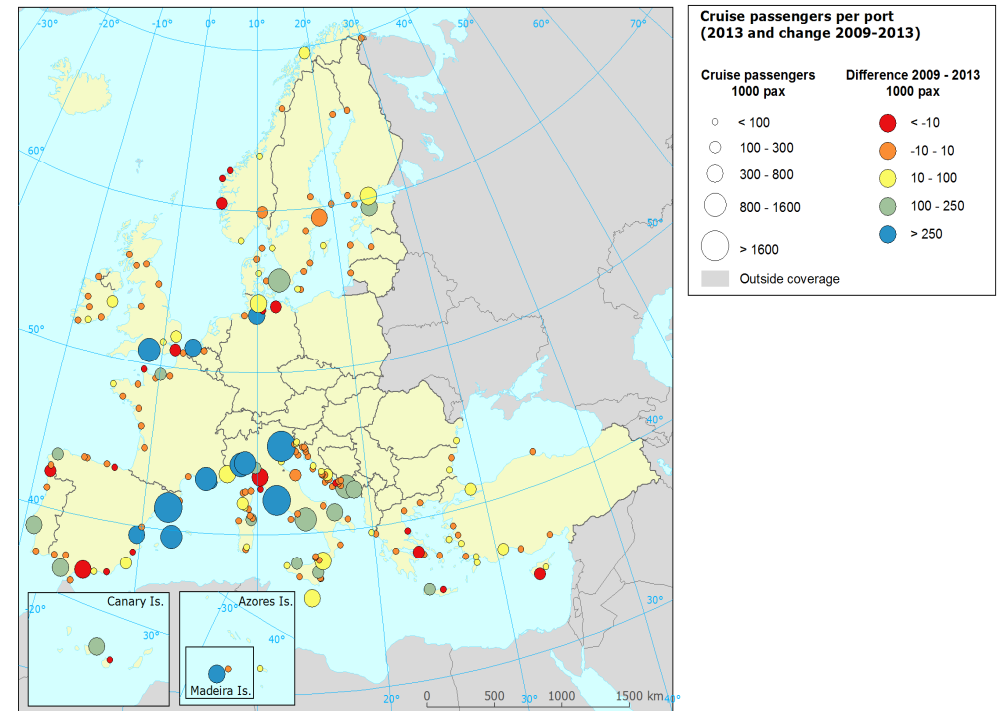 -30°
-20°
-10°
0°
10°
20°
30°
40°
50°
60°
70°
60°
50°
50°
40°
40°
30°
Canary Is.
-20°
30°
Azores Is.
-30°
40°
Madeira Is.
0 500 1000 1500 km
20°
30°
40°
Cruise passengers per port
(2013 and change 2009-2013)
Cruise passengers
1000 pax
Difference 2009 - 2013
1000 pax
< 100
< -10
100 - 300
-10 - 10
300 - 800
10 - 100
800 - 1600
100 - 250
> 1600
> 250
Outside coverage